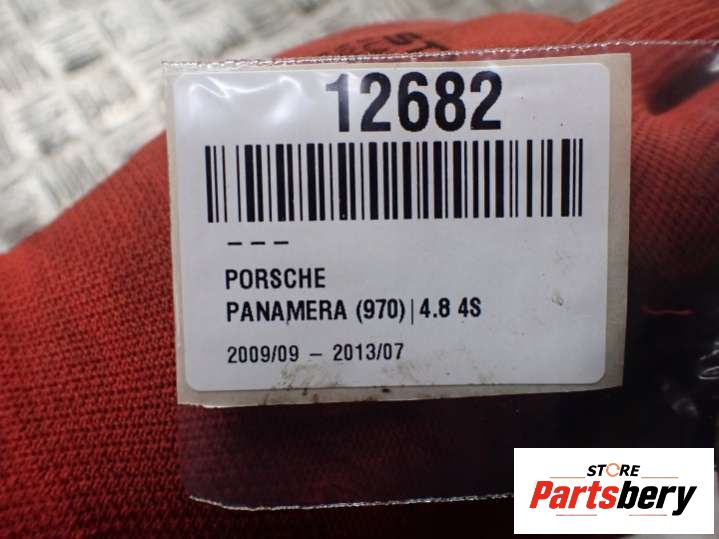 12682
– – –
PORSCHE
PANAMERA (970) | 4.8 4S
2009/09 – 2013/07
STORE
Partsbery